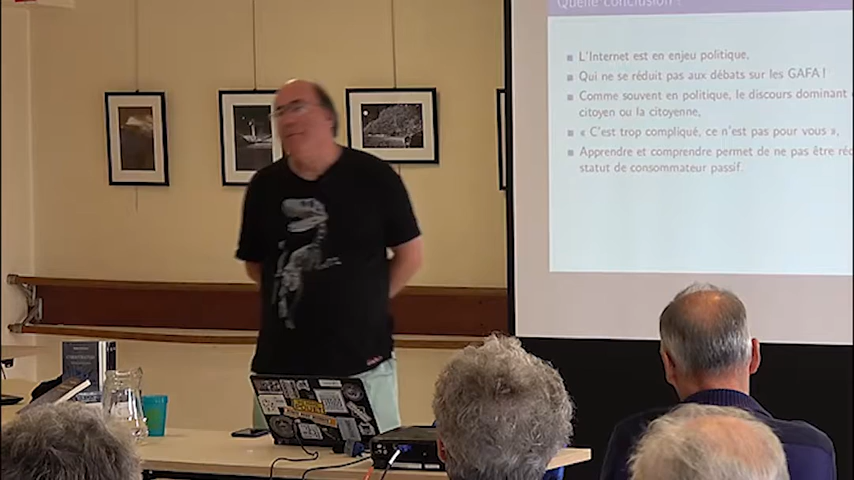 Quelle conclusion ?
L'Internet est en enjeu politique,
Qui ne se réduit pas aux débats sur les GAFA !
Comme souvent en politique, le discours dominant
citoyen ou la citoyenne,
« C'est trop compliqué, ce n'est pas pour vous »,
Apprendre et comprendre permet de ne pas être
statut de consommateur passif.